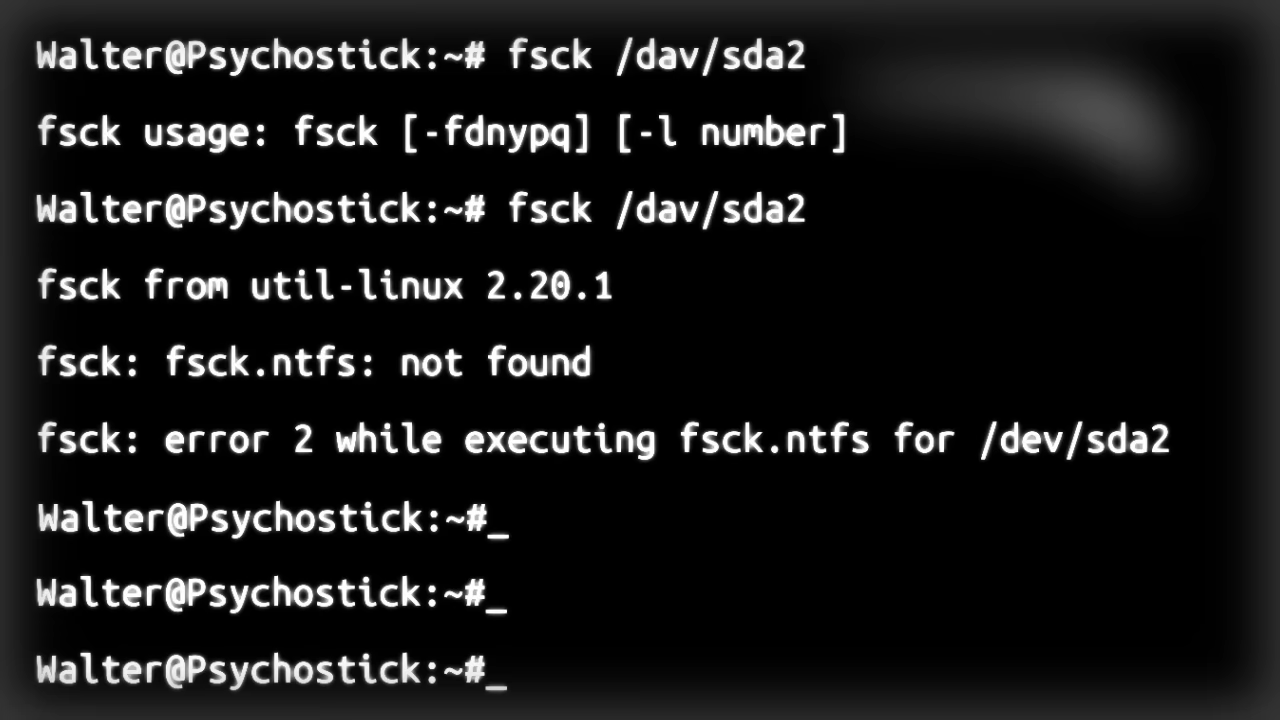 Walter@Psychostick:~# fsck /dav/sda2
fsck usage: fsck [-fdnypq] [-l number]
Walter@Psychostick:~# fsck /dav/sda2
fsck from util-linux 2.20.1
fsck: fsck.ntfs: not found
fsck: error 2 while executing fsck.ntfs for /dev/sda2
Walter@Psychostick:~#_
Walter@Psychostick:~#_
Walter@Psychostick:~#_